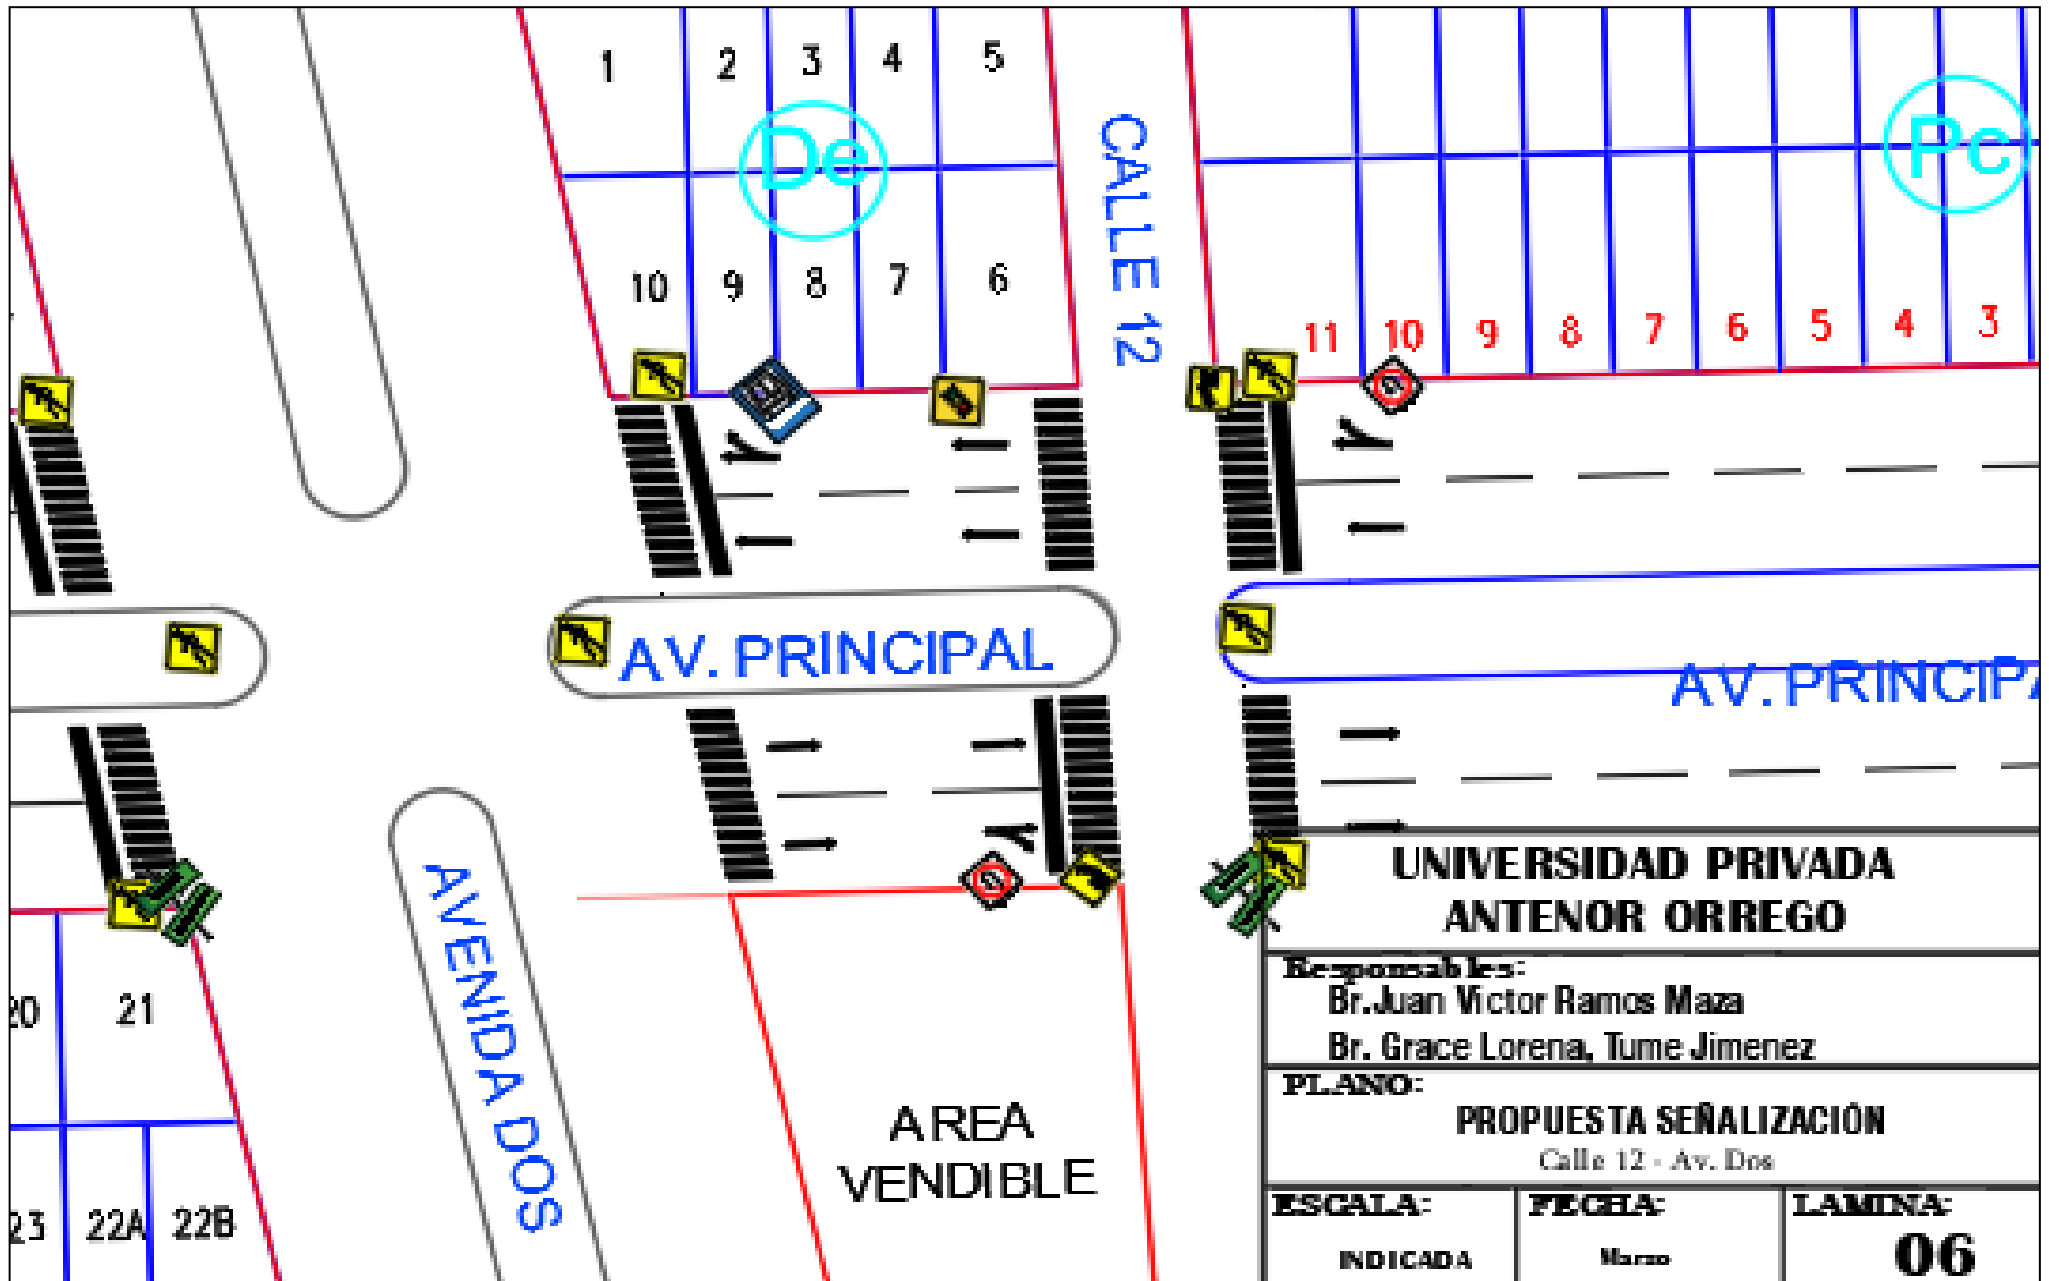 1 2 3 4 5
De
Pc
CALLE 12
10 9 8 7 6
11 10 9 8 7 6 5 4 3
AV. PRINCIPAL
AV. PRINCIPA
AVENIDA DOS
20 21
23 22A 22B
AREA
VENDIBLE
UNIVERSIDAD PRIVADA
ANTENOR ORREGO
Responsables:
Br.Juan Victor Ramos Maza
Br. Grace Lorena, Tume Jimenez
PLANO:
PROPUESTA SEÑALIZACIÓN
Calle 12 - Av. Dos
ESCALA: FECHA: LAMINA:
INDICADA Marzo 06